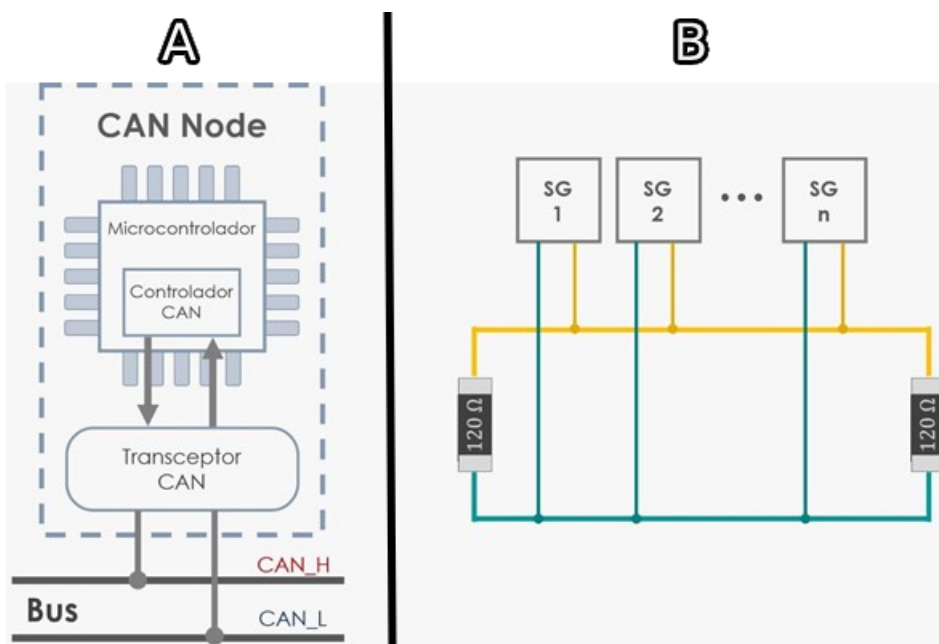 A
B
CAN Node
Microcontrolador
Controlador
CAN
Transceptor
CAN
CAN_H
Bus
CAN_L
SG
1
SG
2
...
SG
n
120 Ω
120 Ω